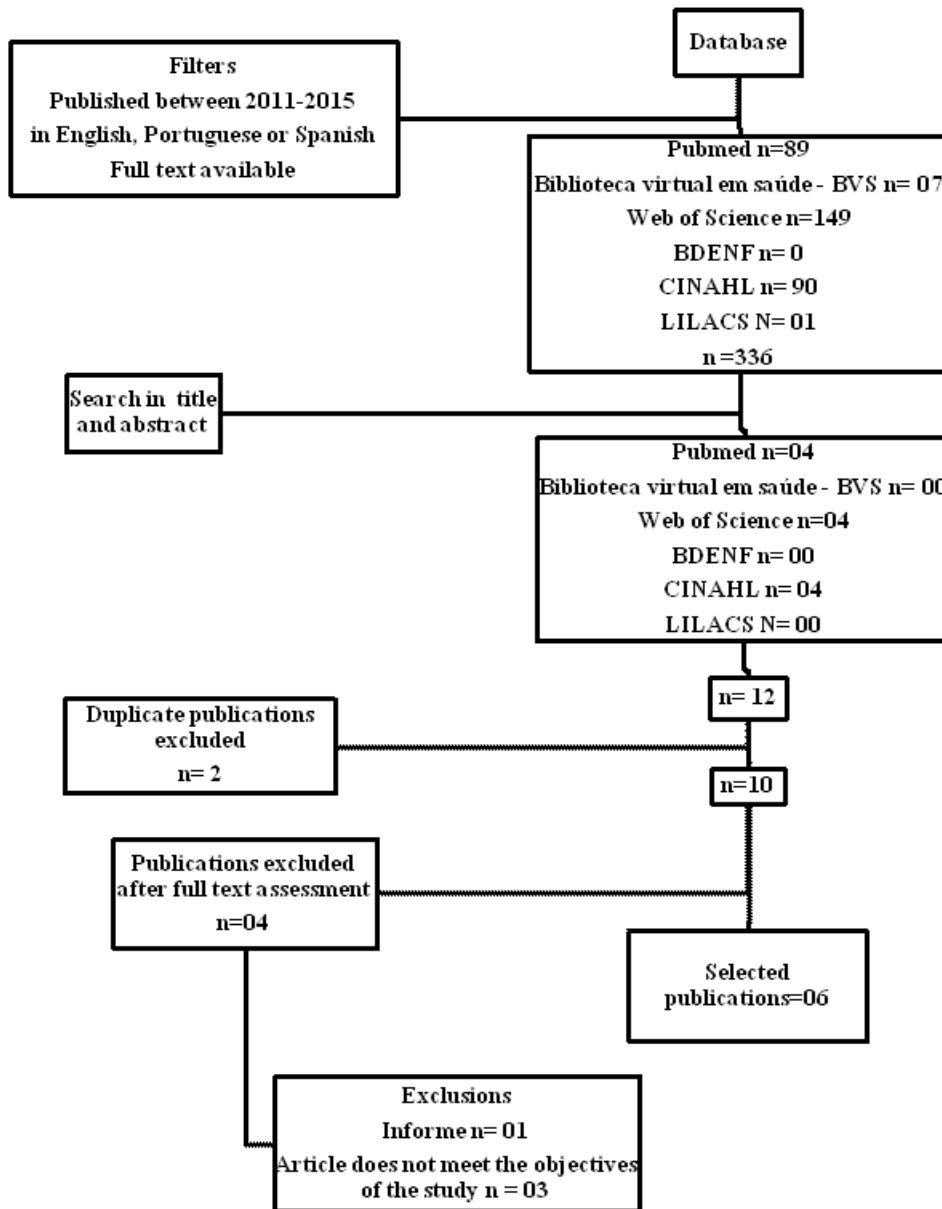 Database
Filters
Published between 2011-2015
in English, Portuguese or Spanish
Full text available
Pubmed n=89
Biblioteca virtual em saúde - BVS n= 07
Web of Science n=149
BDENF n= 0
CINAHL n= 90
LILACS N= 01
n =336
Search in title
and abstract
Pubmed n=04
Biblioteca virtual em saúde - BVS n= 00
Web of Science n=04
BDENF n= 00
CINAHL n= 04
LILACS N= 00
n= 12
Duplicate publications
excluded
n= 2
n=10
Publications excluded
after full text assessment
n=04
Selected
publications=06
Exclusions
Informe n= 01
Article does not meet the objectives
of the study n = 03